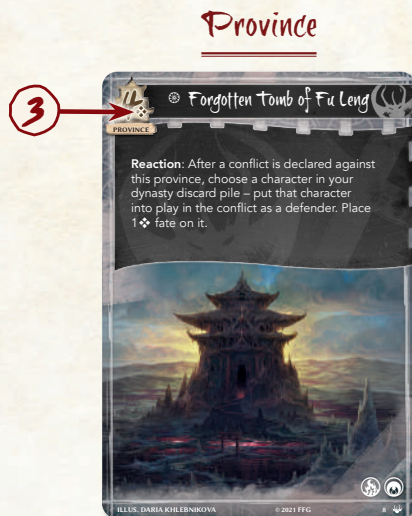 Province
3
4❖
PROVINCE
Forgotten Tomb of Fu Leng
Reaction: After a conflict is declared against
this province, choose a character in your
dynasty discard pile – put that character
into play in the conflict as a defender. Place
1❖ fate on it.
ILLUS. DARIA KHLEBNIKOVA © 2021 FFG 8